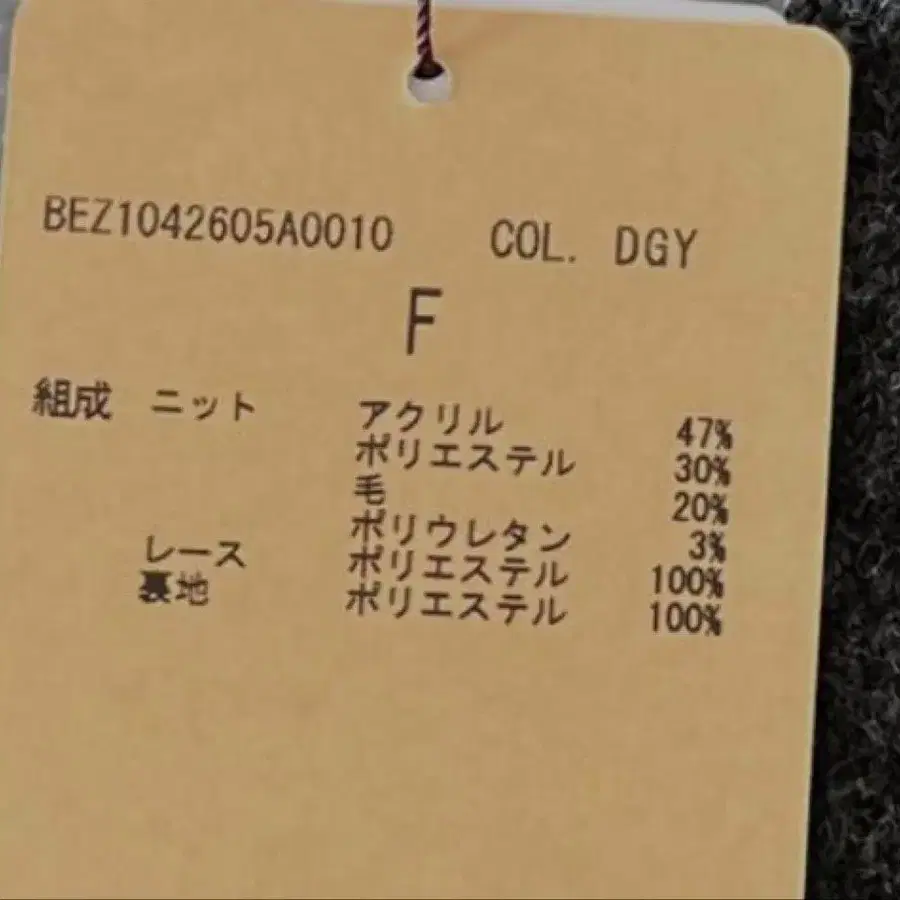 BEZ1042605A0010 COL. DGY
F
組成 ニット アクリル 47%
ポリエステル 30%
毛 20%
ポリウレタン 3%
レース ポリエステル 100%
裏地 ポリエステル 100%